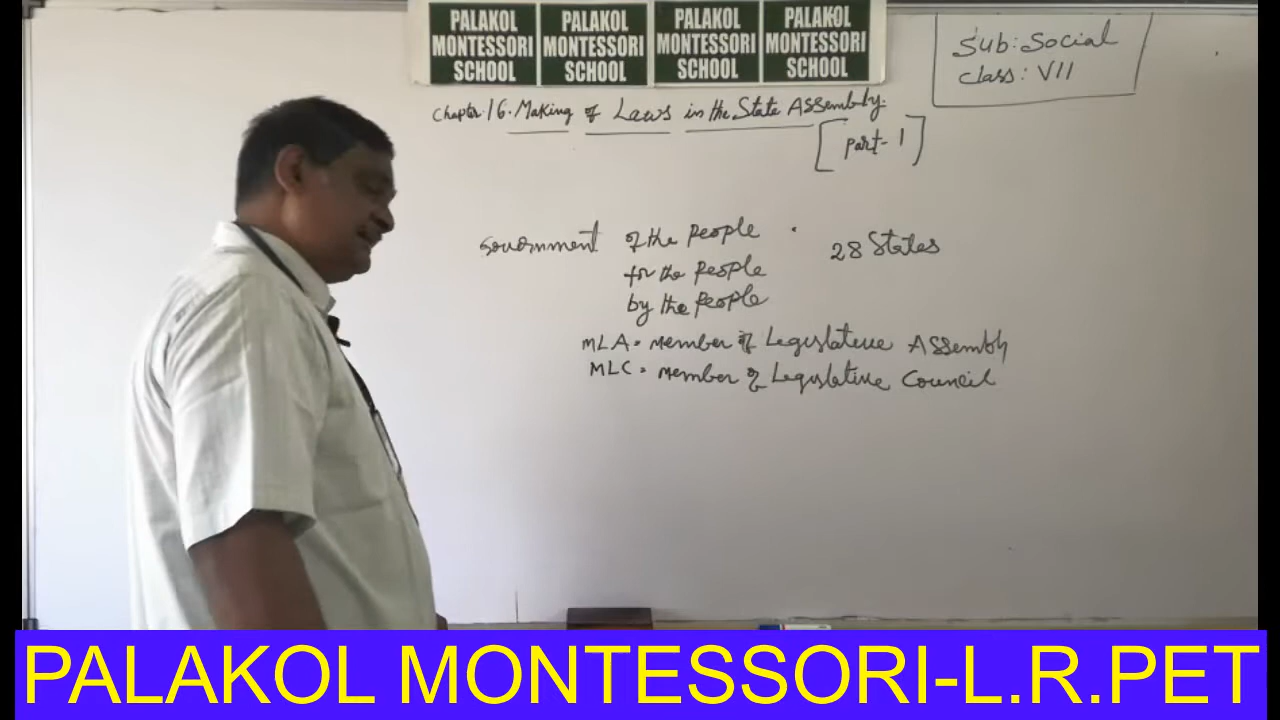 PALAKOL MONTESSORI SCHOOL
PALAKOL MONTESSORI SCHOOL
PALAKOL MONTESSORI SCHOOL
PALAKOL MONTESSORI SCHOOL
Sub: Social
Class: VII
Chapter. 16. Making of Laws in the State Assembly.
[Part-1]
Government of the People.
28 States
for the People
by the People
MLA = Member of Legislature Assembly
MLC = Member of Legislative Council
PALAKOL MONTESSORI-L.R.PET